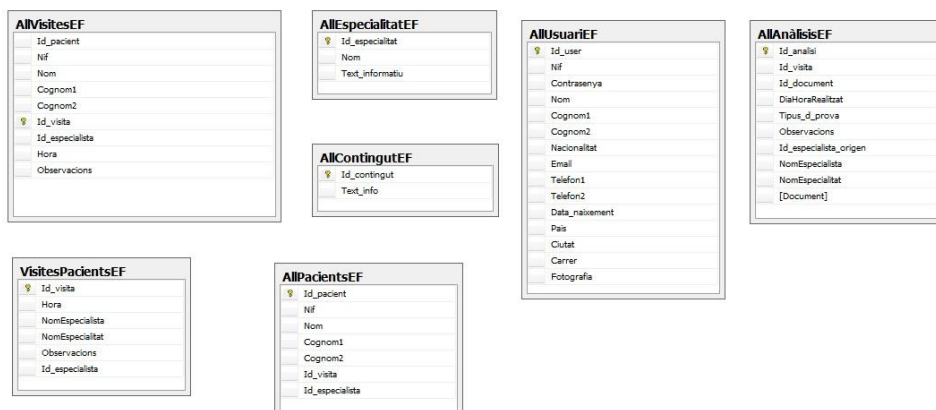 AllVisitesEF
Id_pacient
Nif
Nom
Cognom1
Cognom2
Id_visita
Id_especialista
Hora
Observacions
AllEspecialitatEF
Id_especialitat
Nom
Text_informatiu
AllContingutEF
Id_contingut
Text_info
AllUsuariEF
Id_user
Nif
Contrasenya
Nom
Cognom1
Cognom2
Nacionalitat
Email
Telefon1
Telefon2
Data_naixement
Pais
Ciutat
Carrer
Fotografia
AllAnàlisisEF
Id_analisi
Id_visita
Id_document
DiaHoraRealitzat
Tipus_d_prova
Observacions
Id_especialista_origen
NomEspecialista
NomEspecialitat
[Document]
VisitesPacientsEF
Id_visita
Hora
NomEspecialista
NomEspecialitat
Observacions
Id_especialista
AllPacientsEF
Id_pacient
Nif
Nom
Cognom1
Cognom2
Id_visita
Id_especialista